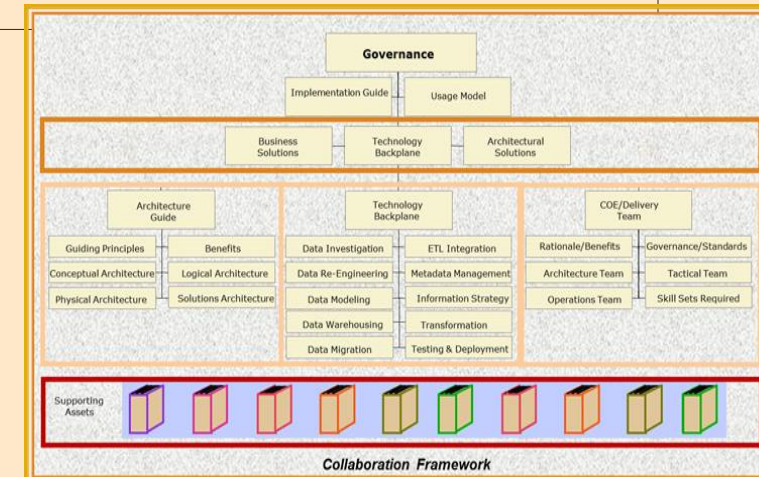 Governance
Implementation Guide
Usage Model
Business
Solutions
Technology
Backplane
Architectural
Solutions
Architecture
Guide
Guiding Principles
Benefits
Conceptual Architecture
Logical Architecture
Physical Architecture
Solutions Architecture
Technology
Backplane
Data Investigation
ETL Integration
Data Re-Engineering
Metadata Management
Data Modeling
Information Strategy
Data Warehousing
Transformation
Data Migration
Testing & Deployment
COE/Delivery
Team
Rationale/Benefits
Governance/Standards
Architecture Team
Tactical Team
Operations Team
Skill Sets Required
Supporting
Assets
Collaboration Framework